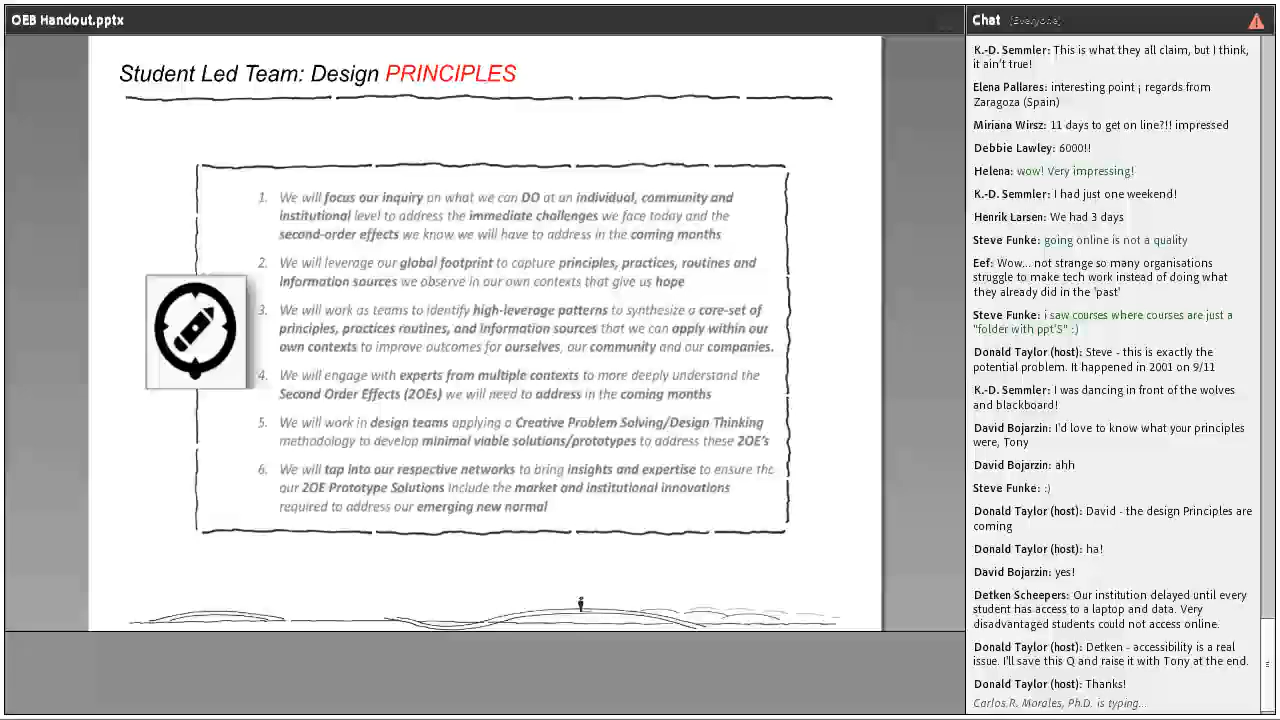 OEB Handout.pptx
Student Led Team: Design PRINCIPLES
1. We will focus our inquiry on what we can DO at an individual, community and
institutional level to address the immediate challenges we face today and the
second-order effects we know we will have to address in the coming months
2. We will leverage our global footprint to capture principles, practices, routines and
information sources we observe in our own contexts that give us hope
3. We will work as teams to identify high-leverage patterns to synthesize a core-set of
principles, practices routines, and information sources that we can apply within our
own contexts to improve outcomes for ourselves, our community and our companies.
4. We will engage with experts from multiple contexts to more deeply understand the
Second Order Effects (2OEs) we will need to address in the coming months
5. We will work in design teams applying a Creative Problem Solving/Design Thinking
methodology to develop minimal viable solutions/prototypes to address these 2OE's
6. We will tap into our respective networks to bring insights and expertise to ensure the
our 2OE Prototype Solutions include the market and institutional innovations
required to address our emerging new normal
Chat (Everyone)
K.-D. Semmler: This is what they all claim, but I think,
it ain't true!
Elena Pallares: interesting point ¡ regards from
Zaragoza (Spain)
Miriana Wirsz: 11 days to get on line?!! impressed
Debbie Lawley: 6000!!
Helena: wow! Very impressing!
K.-D. Semmler: I had just one weekend!
Henrik Larsen: We had 3 days
Steve Funke: going online is not a quality
Eef: Wow... not strange so many organisations
struggle to make tech work instead of doing what
they already did in the 'past'
Steve Funke: i saw courses where courses are just a
"folder with ppt'S" :)
Donald Taylor (host): Steve - this is exactly the
potential problem. It happened in 2001 on 9/11
K.-D. Semmler: I was dancing in front of the wolves
and blackboard!
David Bojarzin: I'd love to know what your principles
were, Tony
David Bojarzin: ahh
Steve Funke: :)
Donald Taylor (host): David - the design Principles are
coming
Donald Taylor (host): ha!
David Bojarzin: yes!
Detken Scheepers: Our institution delayed until every
student has access to a laptop and data. Very
disadvantaged students could not access online.
Donald Taylor (host): Detken - accessibility is a real
issue. I'll save this Q and raise it with Tony at the end.
Donald Taylor (host): Thanks!
Carlos.R. Morales, Ph.D. is typing...